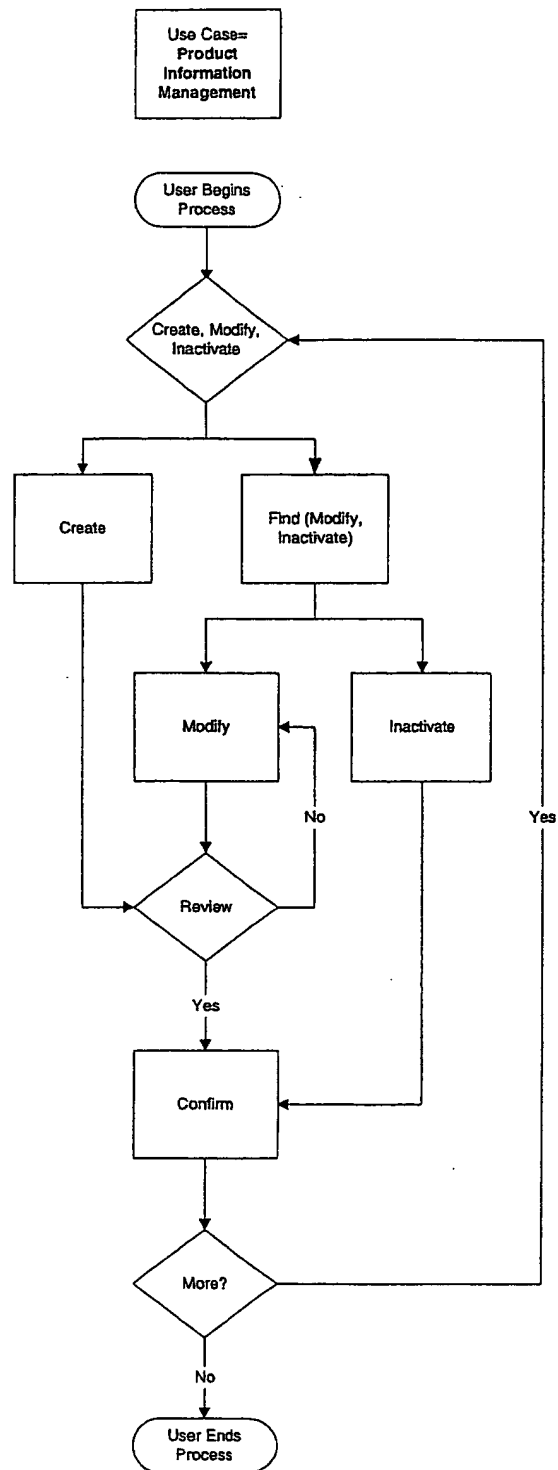 Use Case=
Product
Information
Management
User Begins
Process
Create, Modify,
Inactivate
Create
Find (Modify,
Inactivate)
Modify
Inactivate
No
Yes
Review
Yes
Confirm
More?
No
User Ends
Process